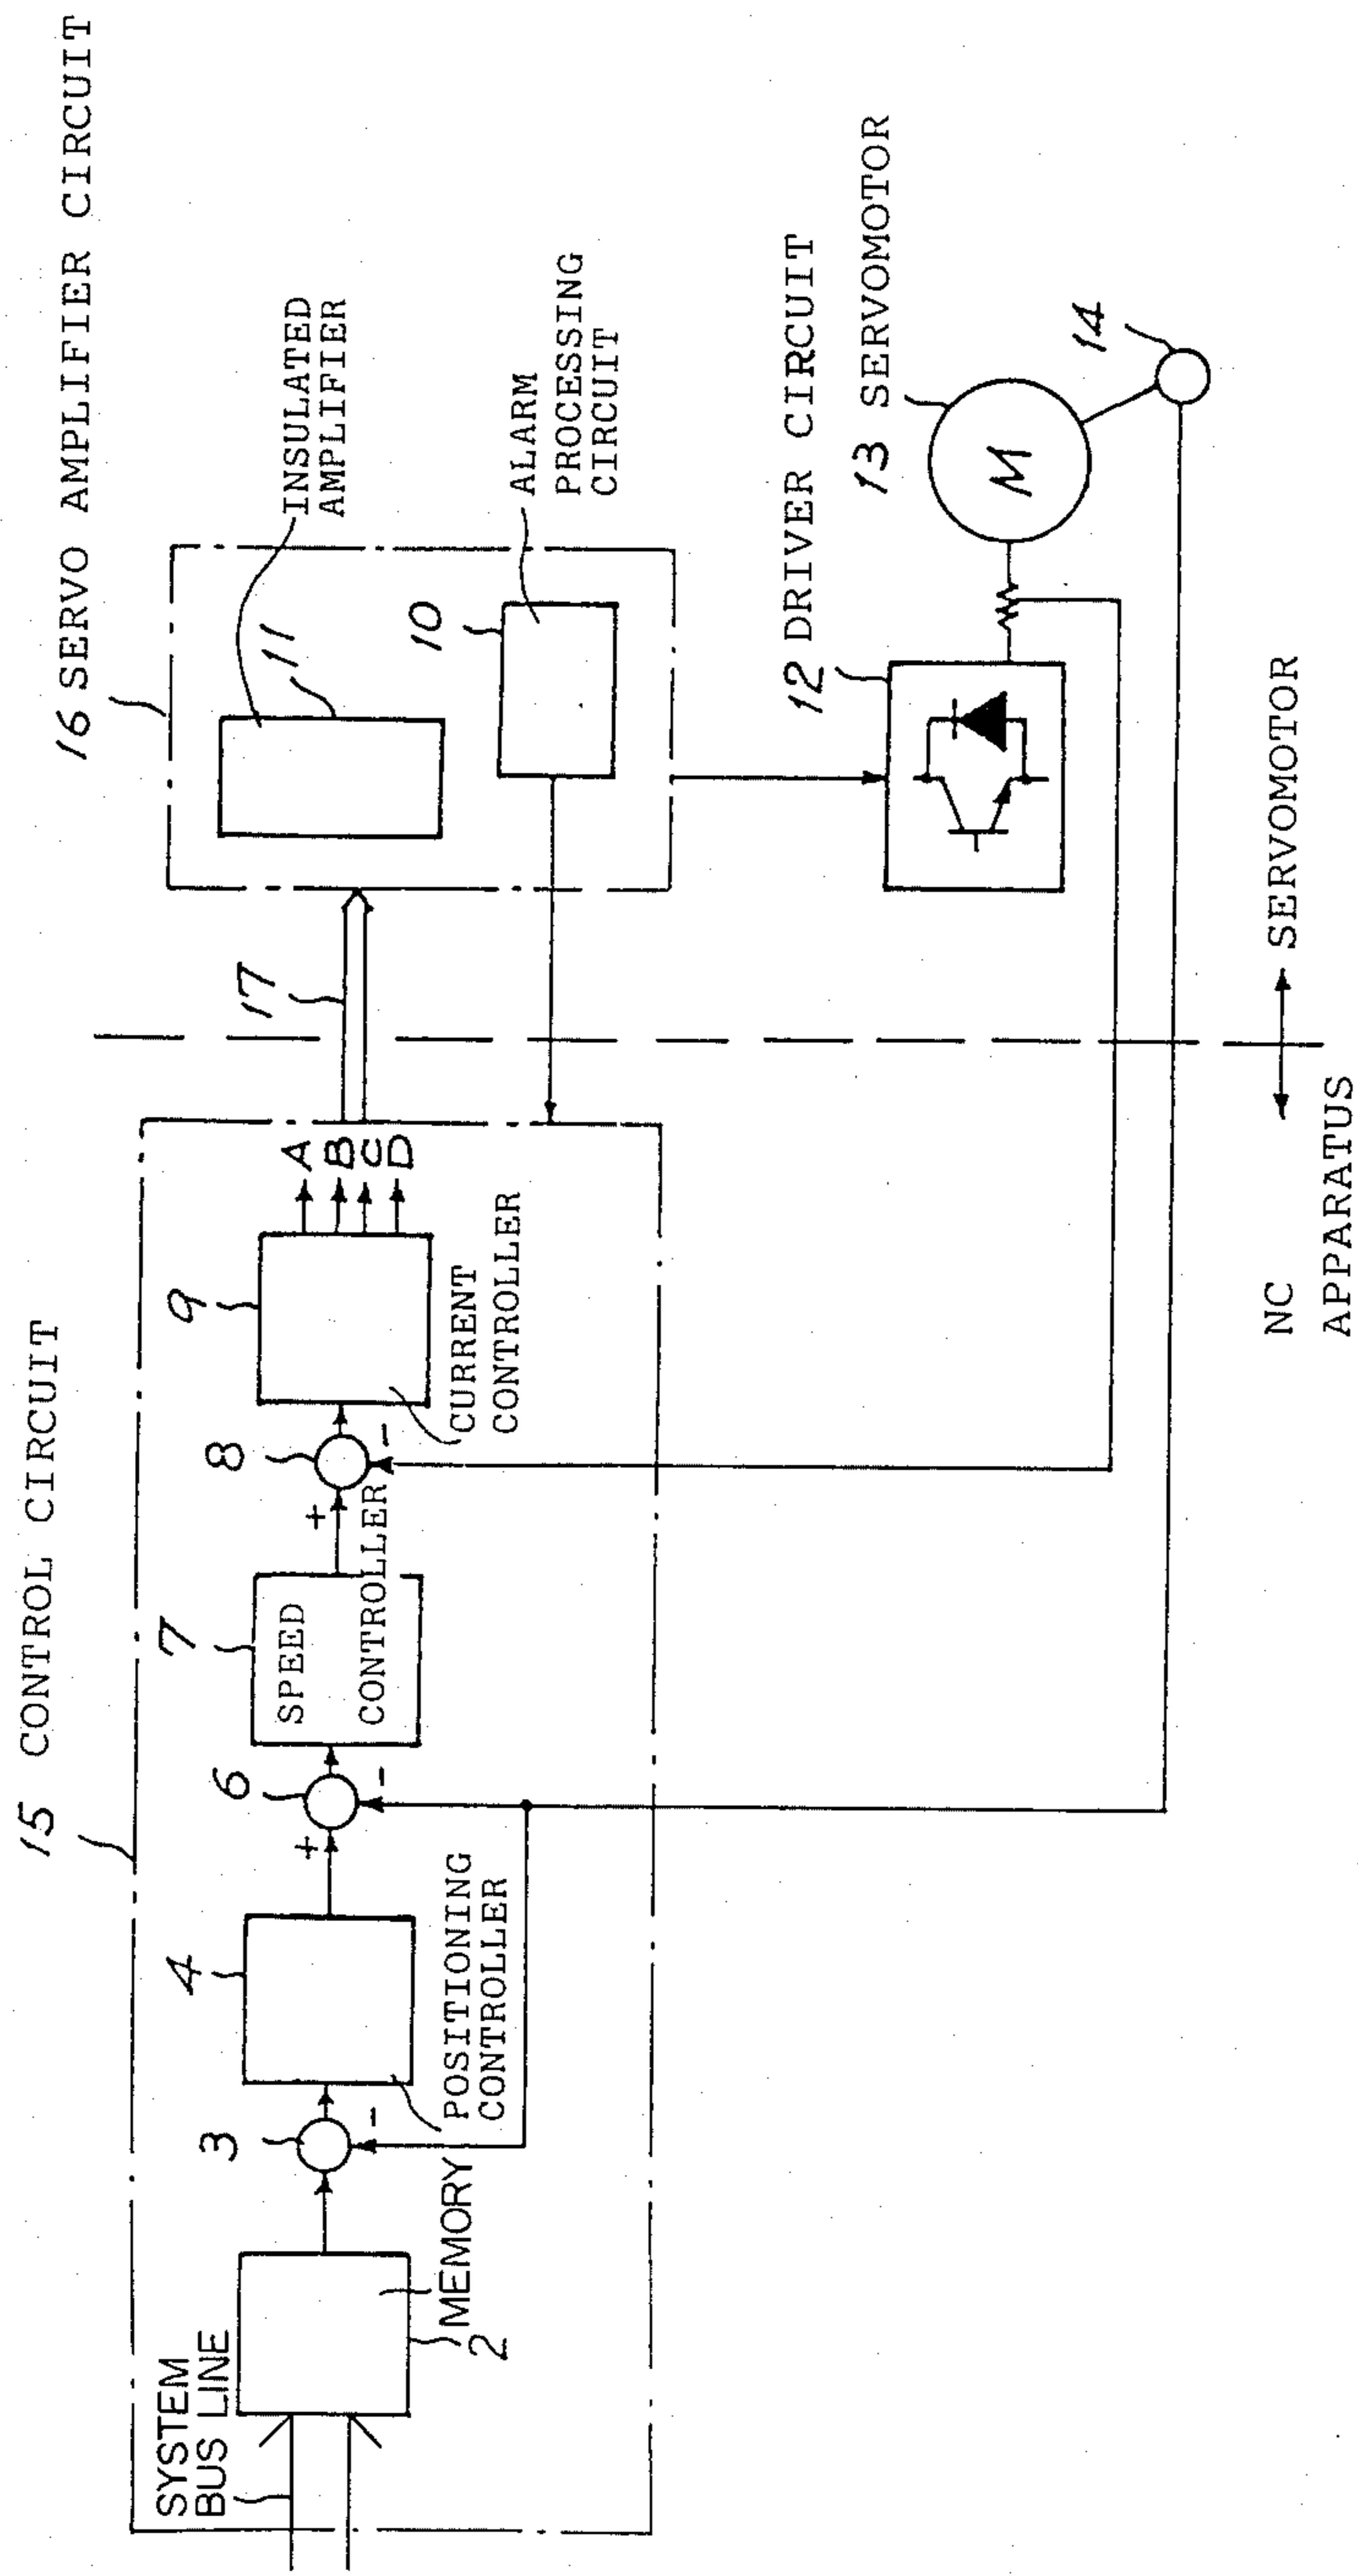 15 CONTROL CIRCUIT
16 SERVO AMPLIFIER CIRCUIT
SYSTEM
BUS LINE
MEMORY
2
3
-
4
POSITIONING
CONTROLLER
6
+
-
7
SPEED
CONTROLLER
8
+
-
9
CURRENT
CONTROLLER
A
B
C
D
17
11
INSULATED
AMPLIFIER
10
ALARM
PROCESSING
CIRCUIT
12 DRIVER CIRCUIT
13 SERVOMOTOR
M
14
NC
APPARATUS
SERVOMOTOR